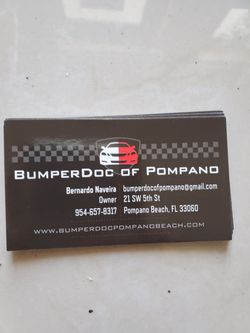 BUMPERDOC OF POMPANO
Bernardo Naveira bumperdocofpompano@gmail.com
Owner 21 SW 5th St
954-657-8317 Pompano Beach, FL 33060
WWW.BUMPERDOCPOMPANOBEACH.COM